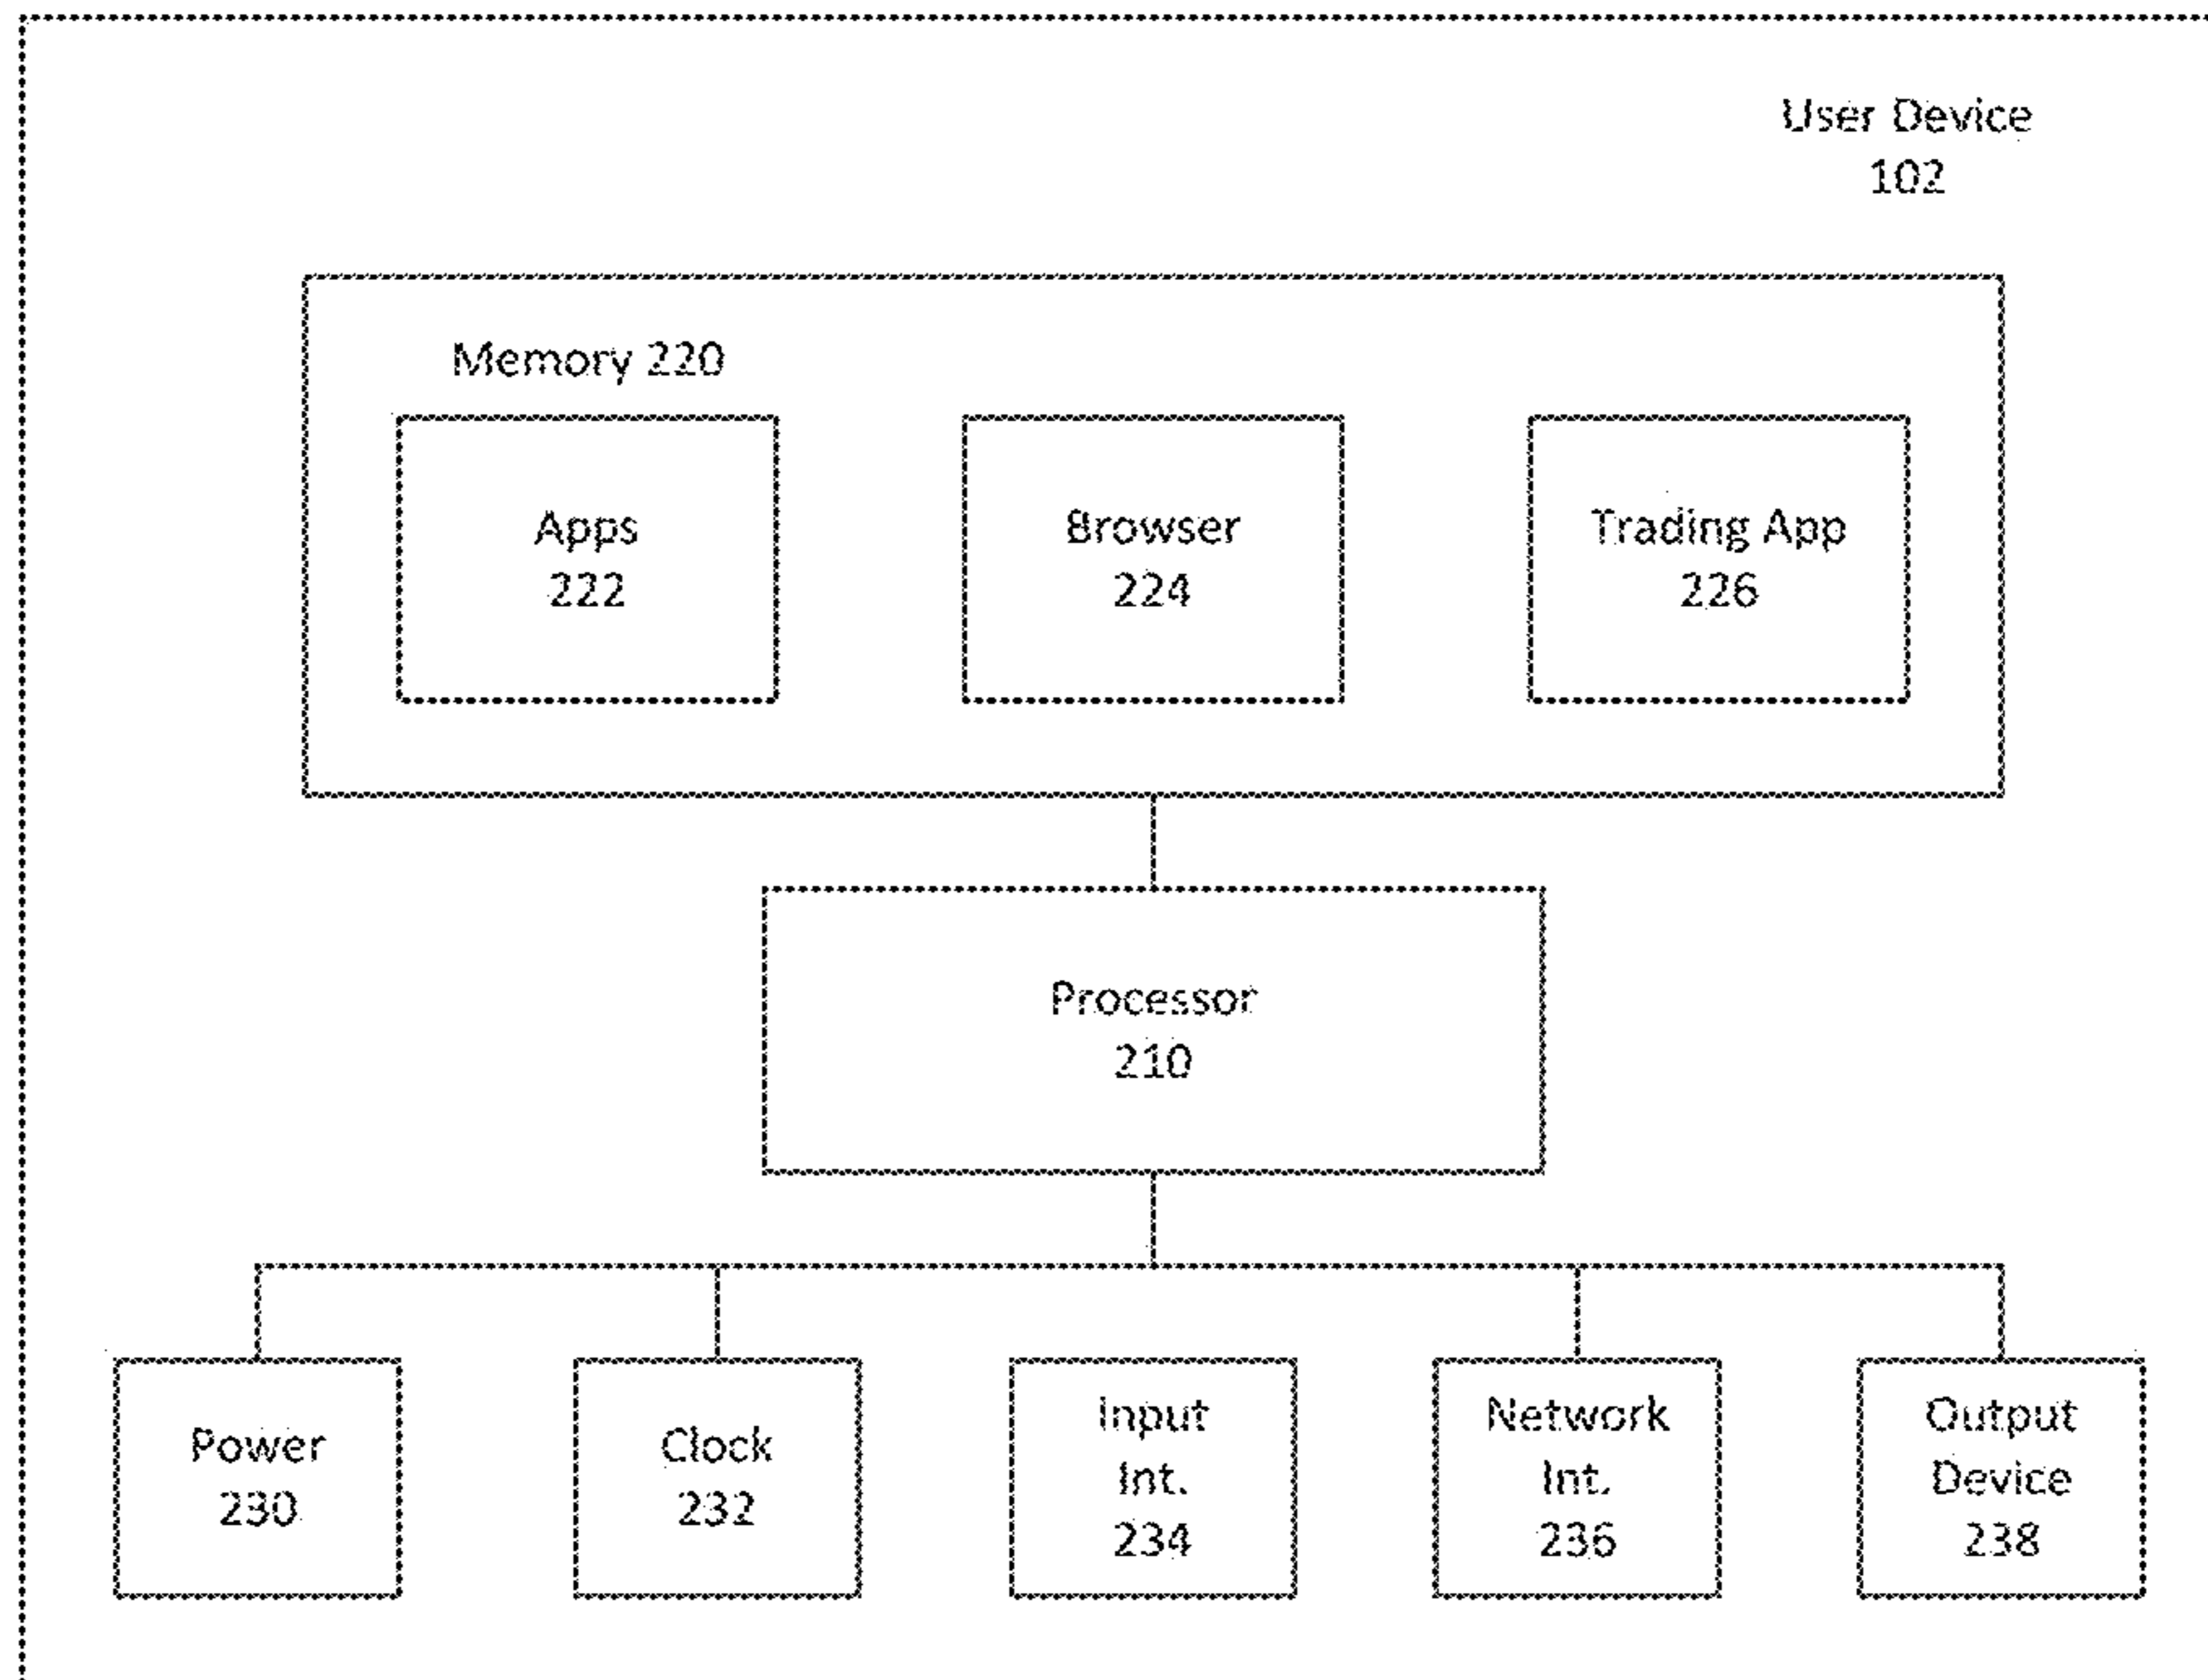 User Device
102
Memory 220
Apps
222
Browser
224
Trading App
226
Processor
210
Power
230
Clock
232
Input
Int.
234
Network
Int.
236
Output
Device
238